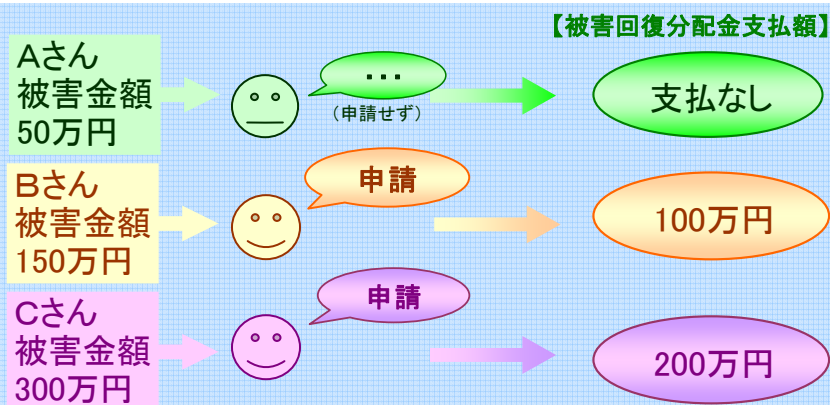 【被害回復分配金支払額】
Aさん
被害金額
50万円
・・・
（申請せず）
支払なし
Bさん
被害金額
150万円
申請
100万円
Cさん
被害金額
300万円
申請
200万円